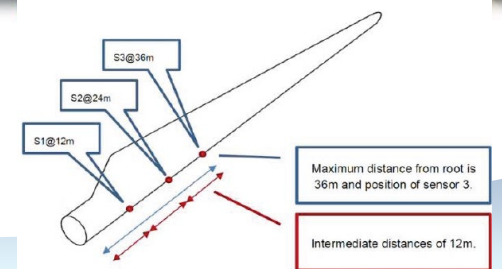 S3@36m
S2@24m
S1@12m
Maximum distance from root is
36m and position of sensor 3.
Intermediate distances of 12m.